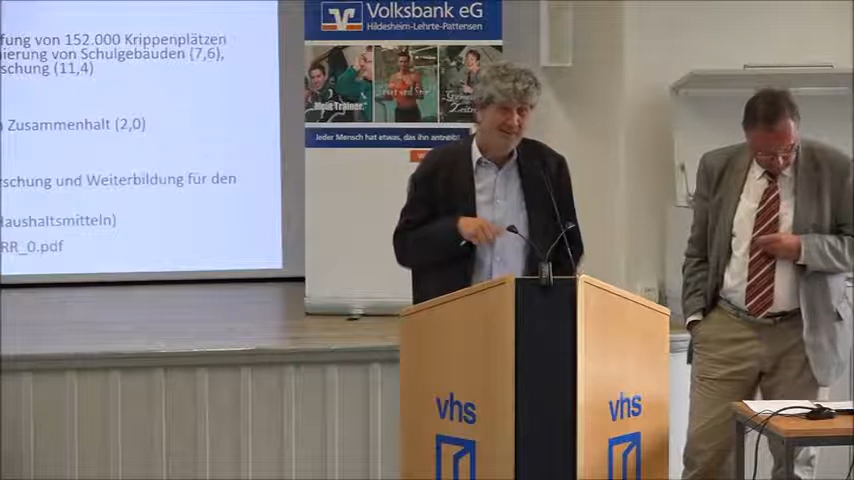 fung von 152.000 Krippenplätzen
ierung von Schulgebäuden (7,6),
schung (11,4)
Zusammenhalt (2,0)
rschung und Weiterbildung für den
Haushaltsmitteln)
RR_0.pdf
Volksbank eG
Hildesheim-Lehrte-Pattensen
Mein Trainer.
Jeder Mensch hat etwas, das ihn antreibt.
vhs
vhs